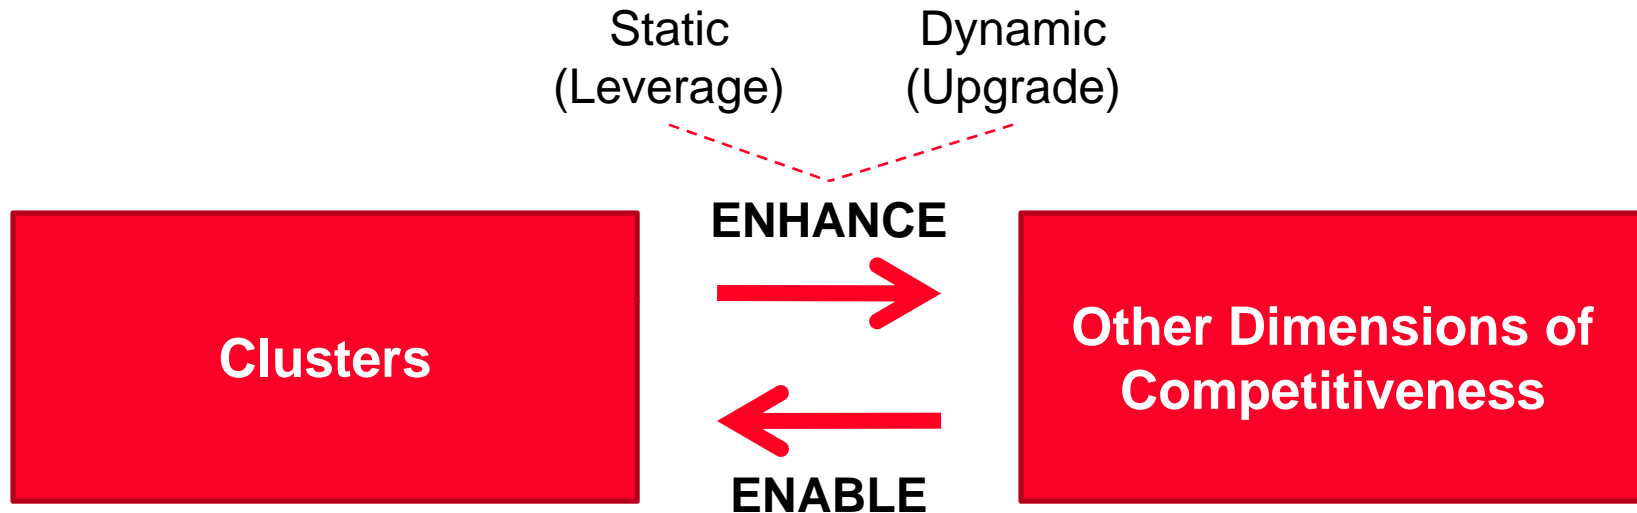 Static
(Leverage)
Dynamic
(Upgrade)
ENHANCE
Clusters
Other Dimensions of
Competitiveness
ENABLE